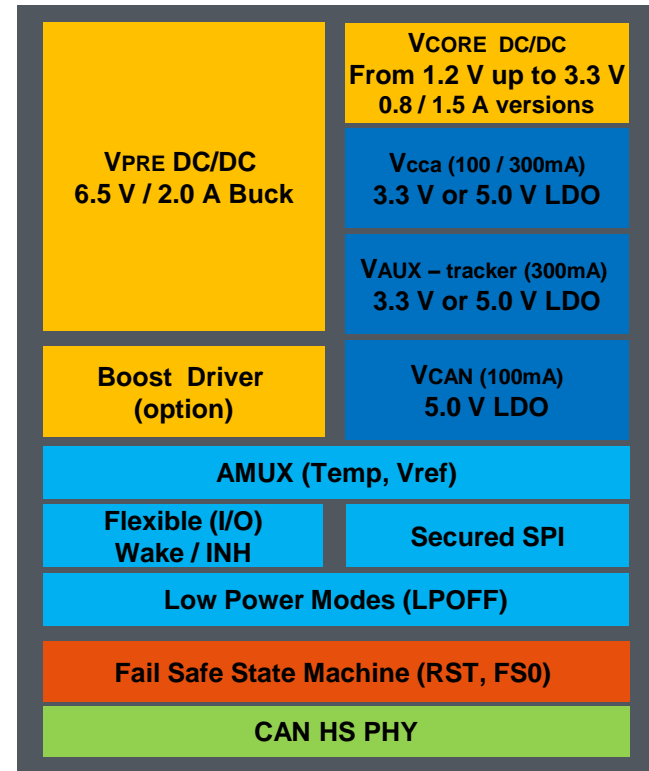 VPRE DC/DC
6.5 V / 2.0 A Buck
VCORE DC/DC
From 1.2 V up to 3.3 V
0.8 / 1.5 A versions
Vcca (100 / 300mA)
3.3 V or 5.0 V LDO
VAUX – tracker (300mA)
3.3 V or 5.0 V LDO
Boost Driver
(option)
VCAN (100mA)
5.0 V LDO
AMUX (Temp, Vref)
Flexible (I/O)
Wake / INH
Secured SPI
Low Power Modes (LPOFF)
Fail Safe State Machine (RST, FS0)
CAN HS PHY